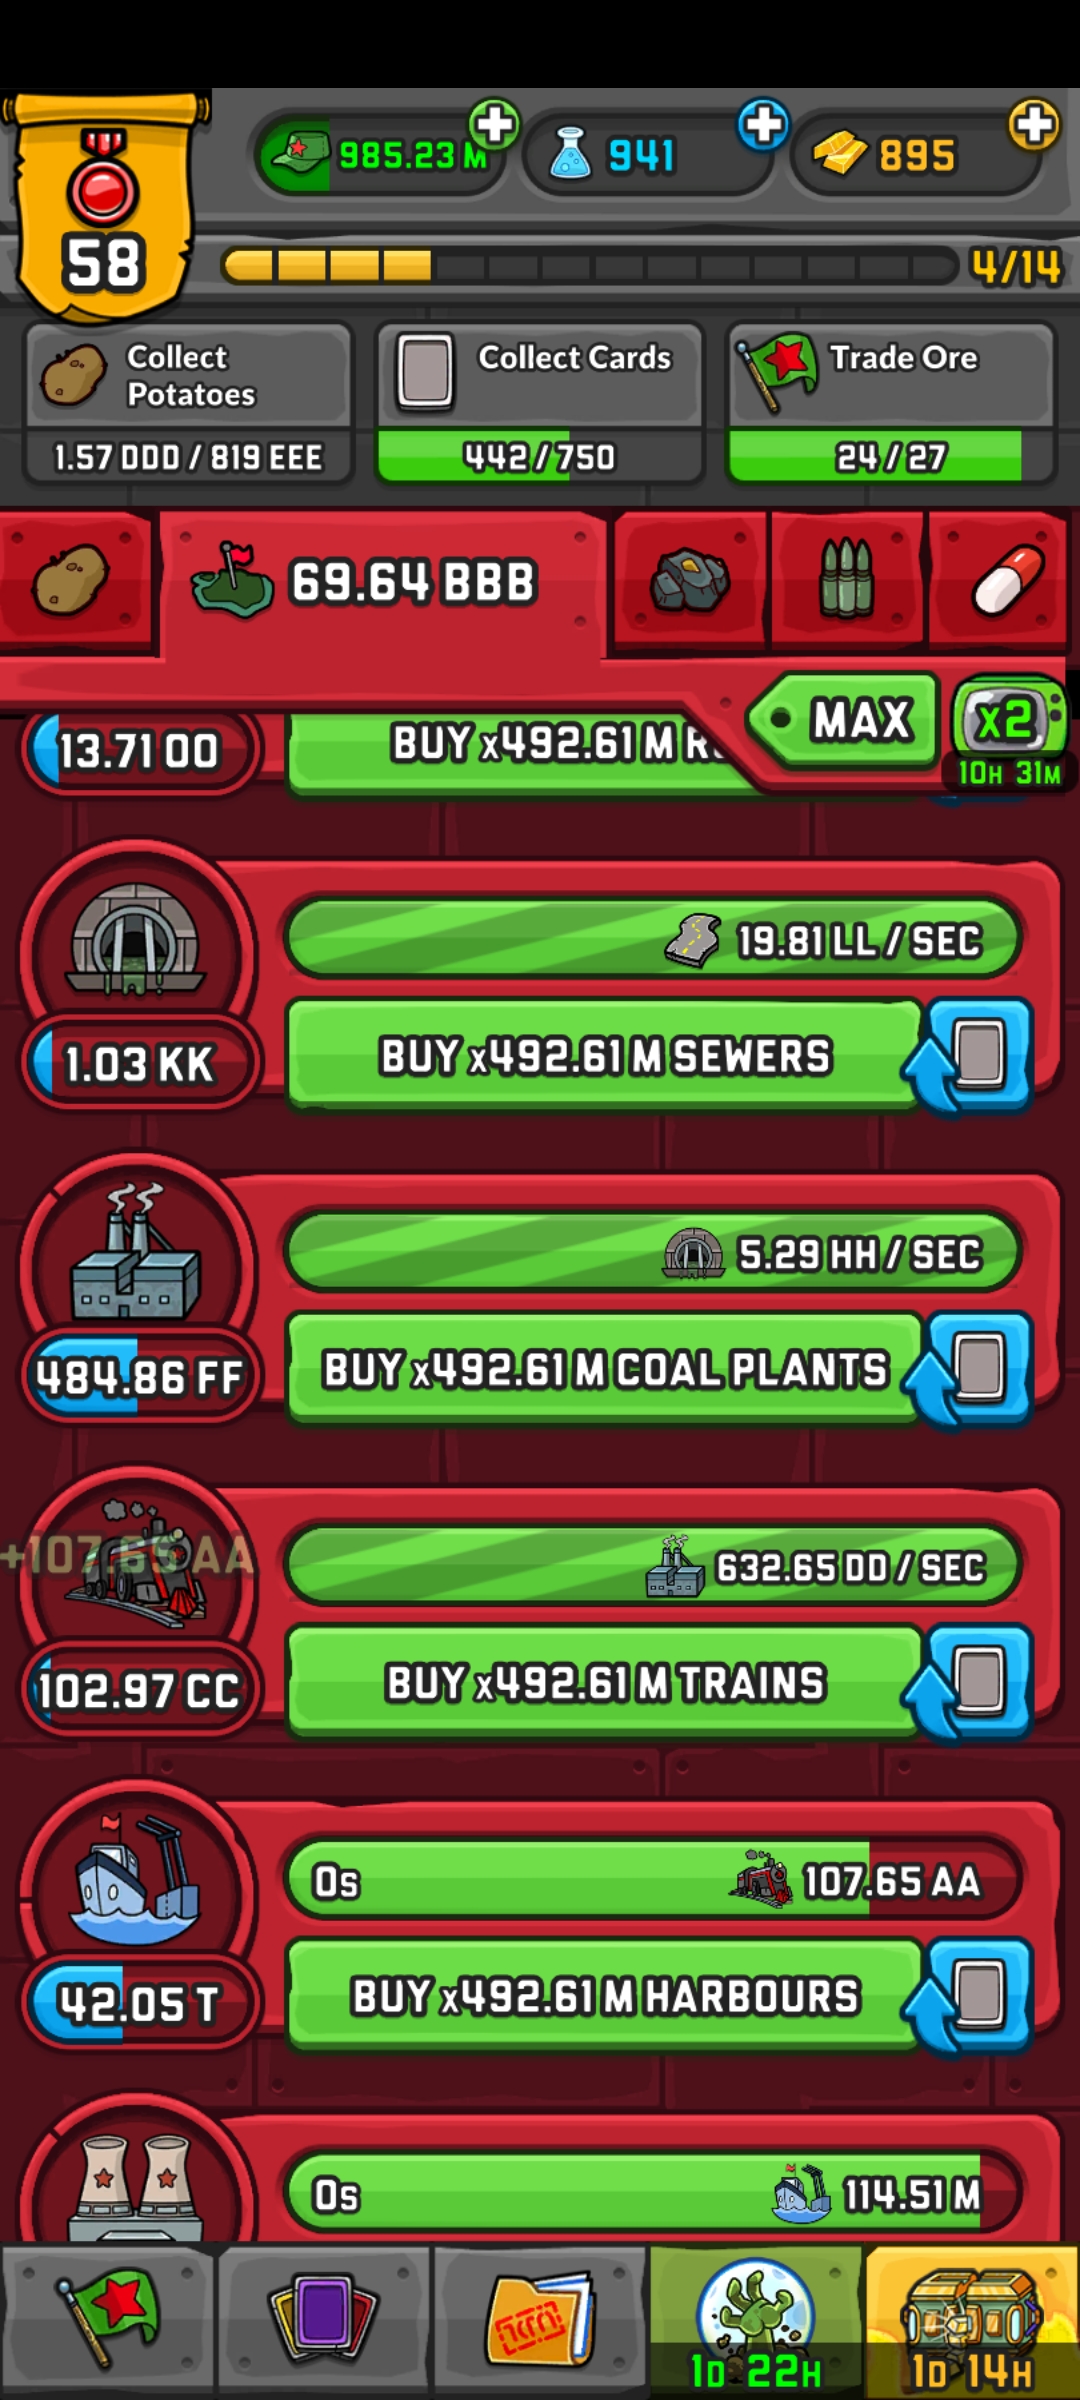 985.23 M
941
895
58
4/14
Collect
Potatoes
Collect Cards
Trade Ore
1.57 DDD / 819 EEE
442/750
24/27
69.64 BBB
MAX
x2
10H 31M
13.71 OO
BUY x492.61 M
19.81 LL / SEC
1.03 KK
BUY x492.61 M SEWERS
5.29 HH / SEC
484.86 FF
BUY x492.61 M COAL PLANTS
+107.65 AA
632.65 DD / SEC
102.97 CC
BUY x492.61 M TRAINS
0s
107.65 AA
42.05 T
BUY x492.61 M HARBOURS
0s
114.51 M
1D 22H
1D 14H